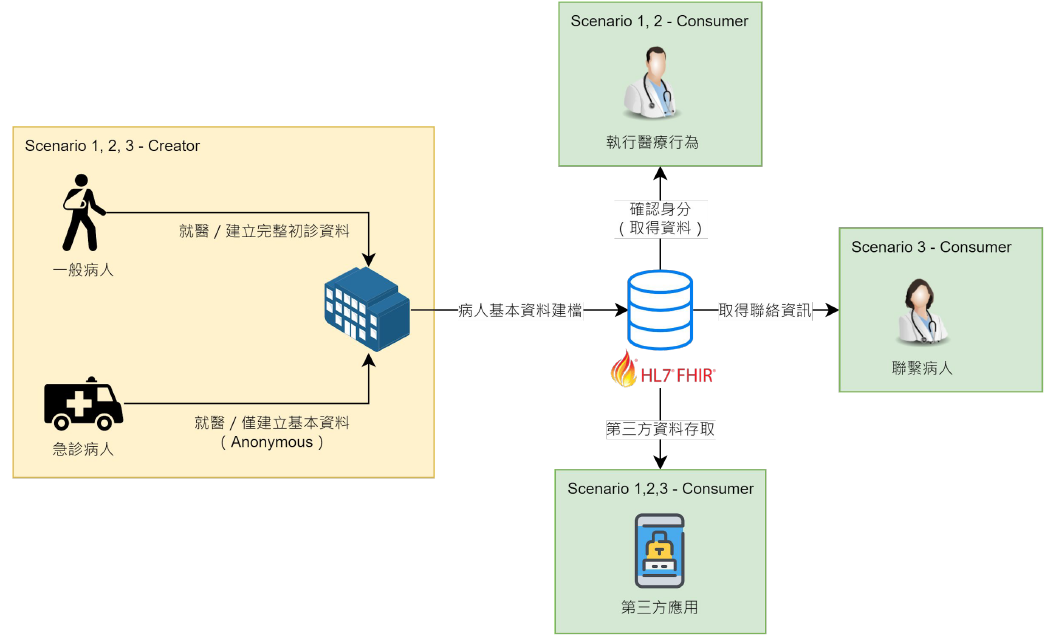 Scenario 1, 2 - Consumer
執行醫療行為
Scenario 1, 2, 3 - Creator
就醫 / 建立完整初診資料
一般病人
就醫 / 僅建立基本資料
( Anonymous )
急診病人
病人基本資料建檔
確認身分
( 取得資料 )
HL7® FHIR®
取得聯絡資訊
Scenario 3 - Consumer
聯繫病人
第三方資料存取
Scenario 1,2,3 - Consumer
第三方應用